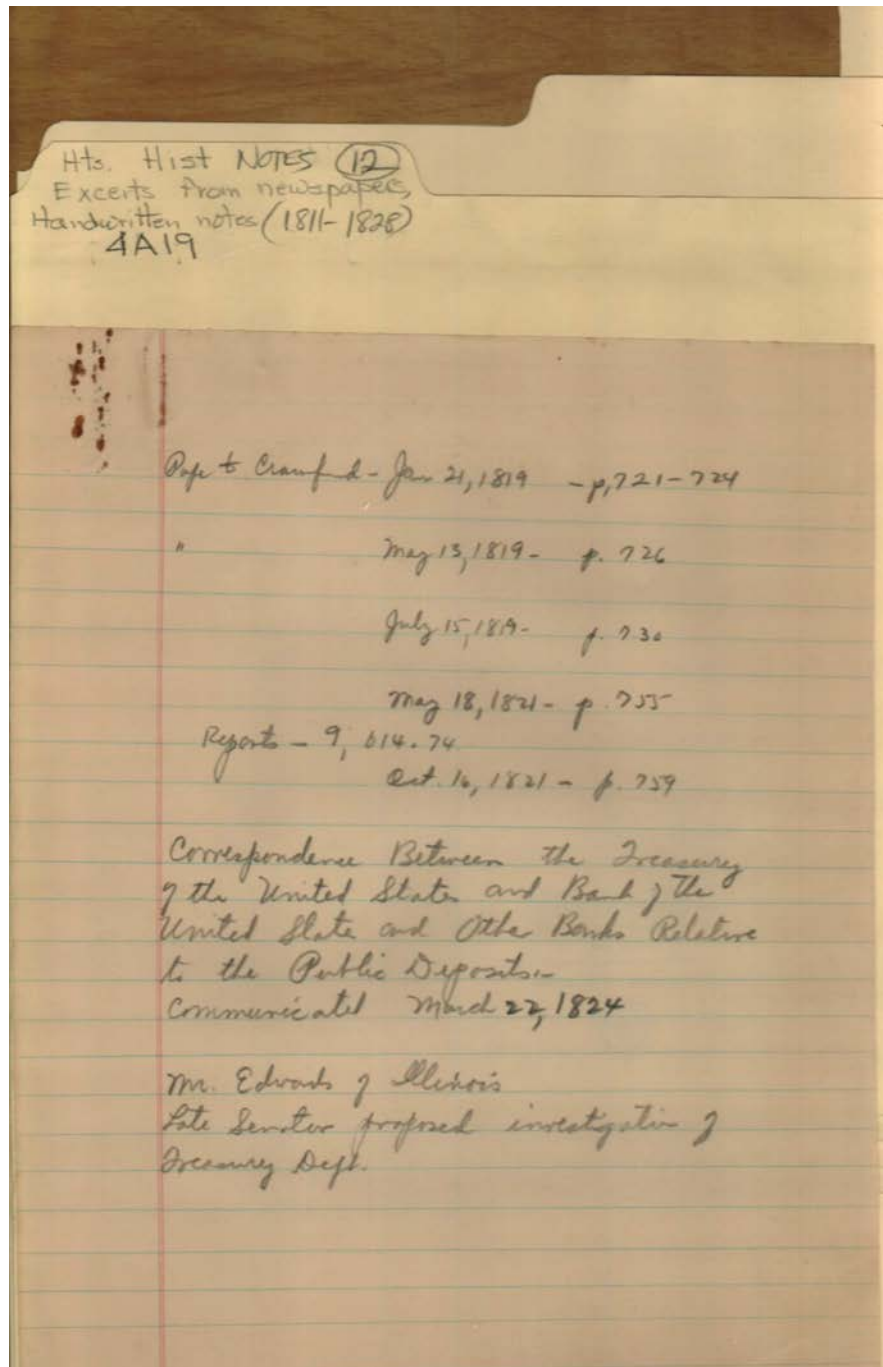 Hts. Hist NOTES (12)
Excerts from newspapers,
Handwritten notes (1811-1828)
4A19
Pope to Crawford - Jan 21, 1819 - p, 721-724
" May 13, 1819 - p. 726
July 15, 1819 - p. 730
May 18, 1821 - p. 755
Reports - 9, 614.74
Oct. 16, 1821 - p. 759
Correspondence Between the Treasury
of the United States and Bank of the
United State and Other Banks Relative
to the Public Deposits.-
Communicated March 22, 1824
Mr. Edwards of Illinois
Late Senator proposed investigation of
Treasury Dept.